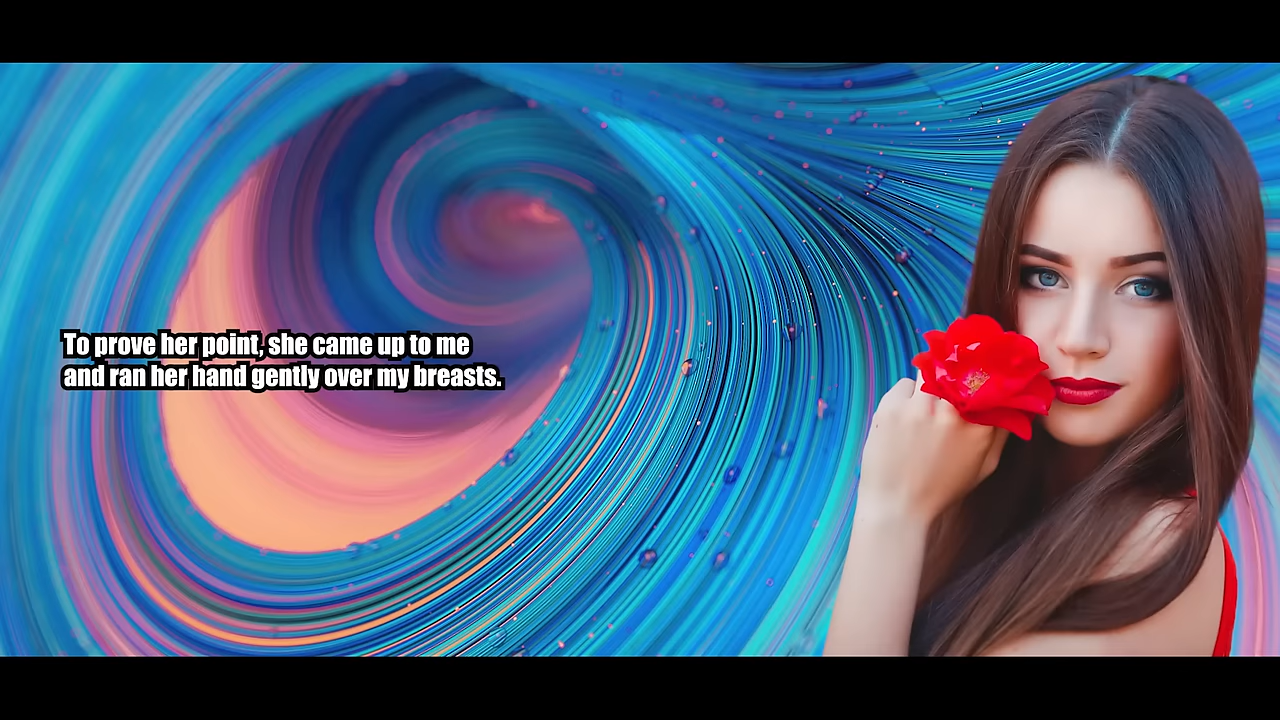 To prove her point, she came up to me
and ran her hand gently over my breasts.